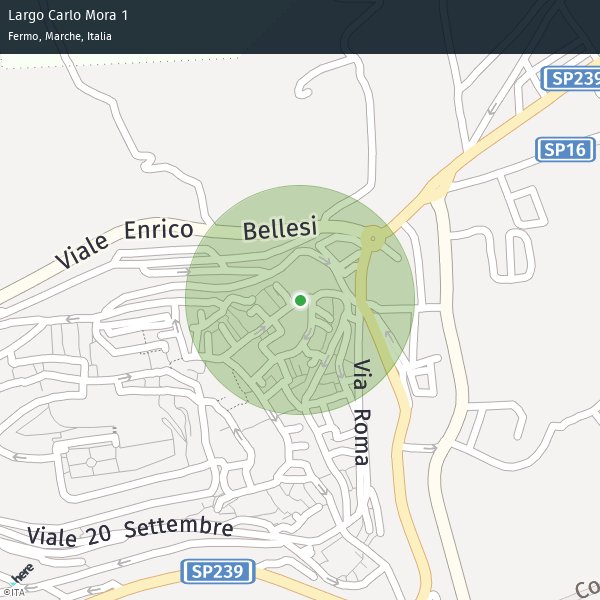 Largo Carlo Mora 1
Fermo, Marche, Italia
SP239
SP16
Viale Enrico Bellesi
Via Roma
Viale 20 Settembre
SP239
here
©ITA
Co